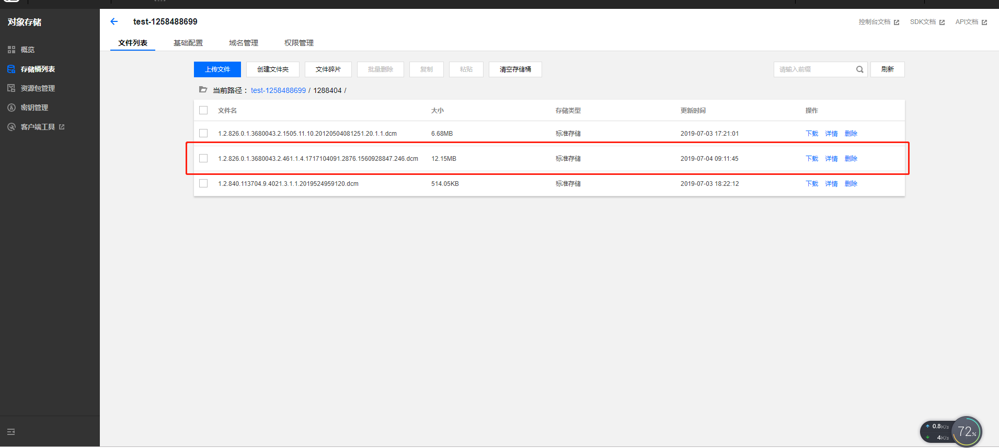 对象存储
概览
存储桶列表
资源包管理
密钥管理
客户端工具
test-1258488699
控制台文档 SDK文档 API文档
文件列表 基础配置 域名管理 权限管理
上传文件 创建文件夹 文件碎片 批量删除 复制 粘贴 清空存储桶 请输入前缀 刷新
当前路径： test-1258488699 / 1288404 /
文件名 大小 存储类型 更新时间 操作
1.2.826.0.1.3680043.2.1505.11.10.20120504081251.20.1.1.dcm 6.68MB 标准存储 2019-07-03 17:21:01 下载 详情 删除
1.2.826.0.1.3680043.2.461.1.4.1717104091.2876.1560928847.246.dcm 12.15MB 标准存储 2019-07-04 09:11:45 下载 详情 删除
1.2.840.113704.9.4021.3.1.1.2019524959120.dcm 514.05KB 标准存储 2019-07-03 18:22:12 下载 详情 删除
0.8K/s
4K/s
72%